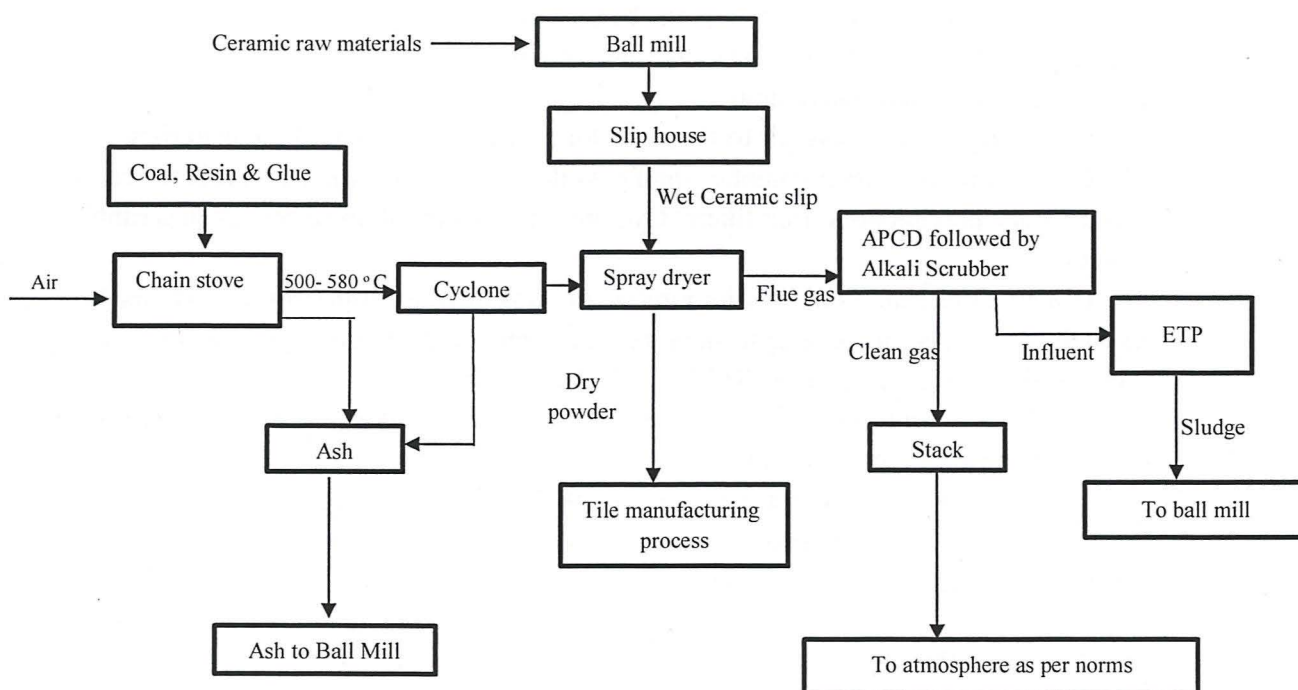 Ceramic raw materials
Ball mill
Slip house
Coal, Resin & Glue
Wet Ceramic slip
APCD followed by
Alkali Scrubber
Air
Chain stove
500- 580 ° C
Cyclone
Spray dryer
Flue gas
ETP
Clean gas
Influent
Dry
powder
Ash
Stack
Sludge
Tile manufacturing
process
To ball mill
Ash to Ball Mill
To atmosphere as per norms